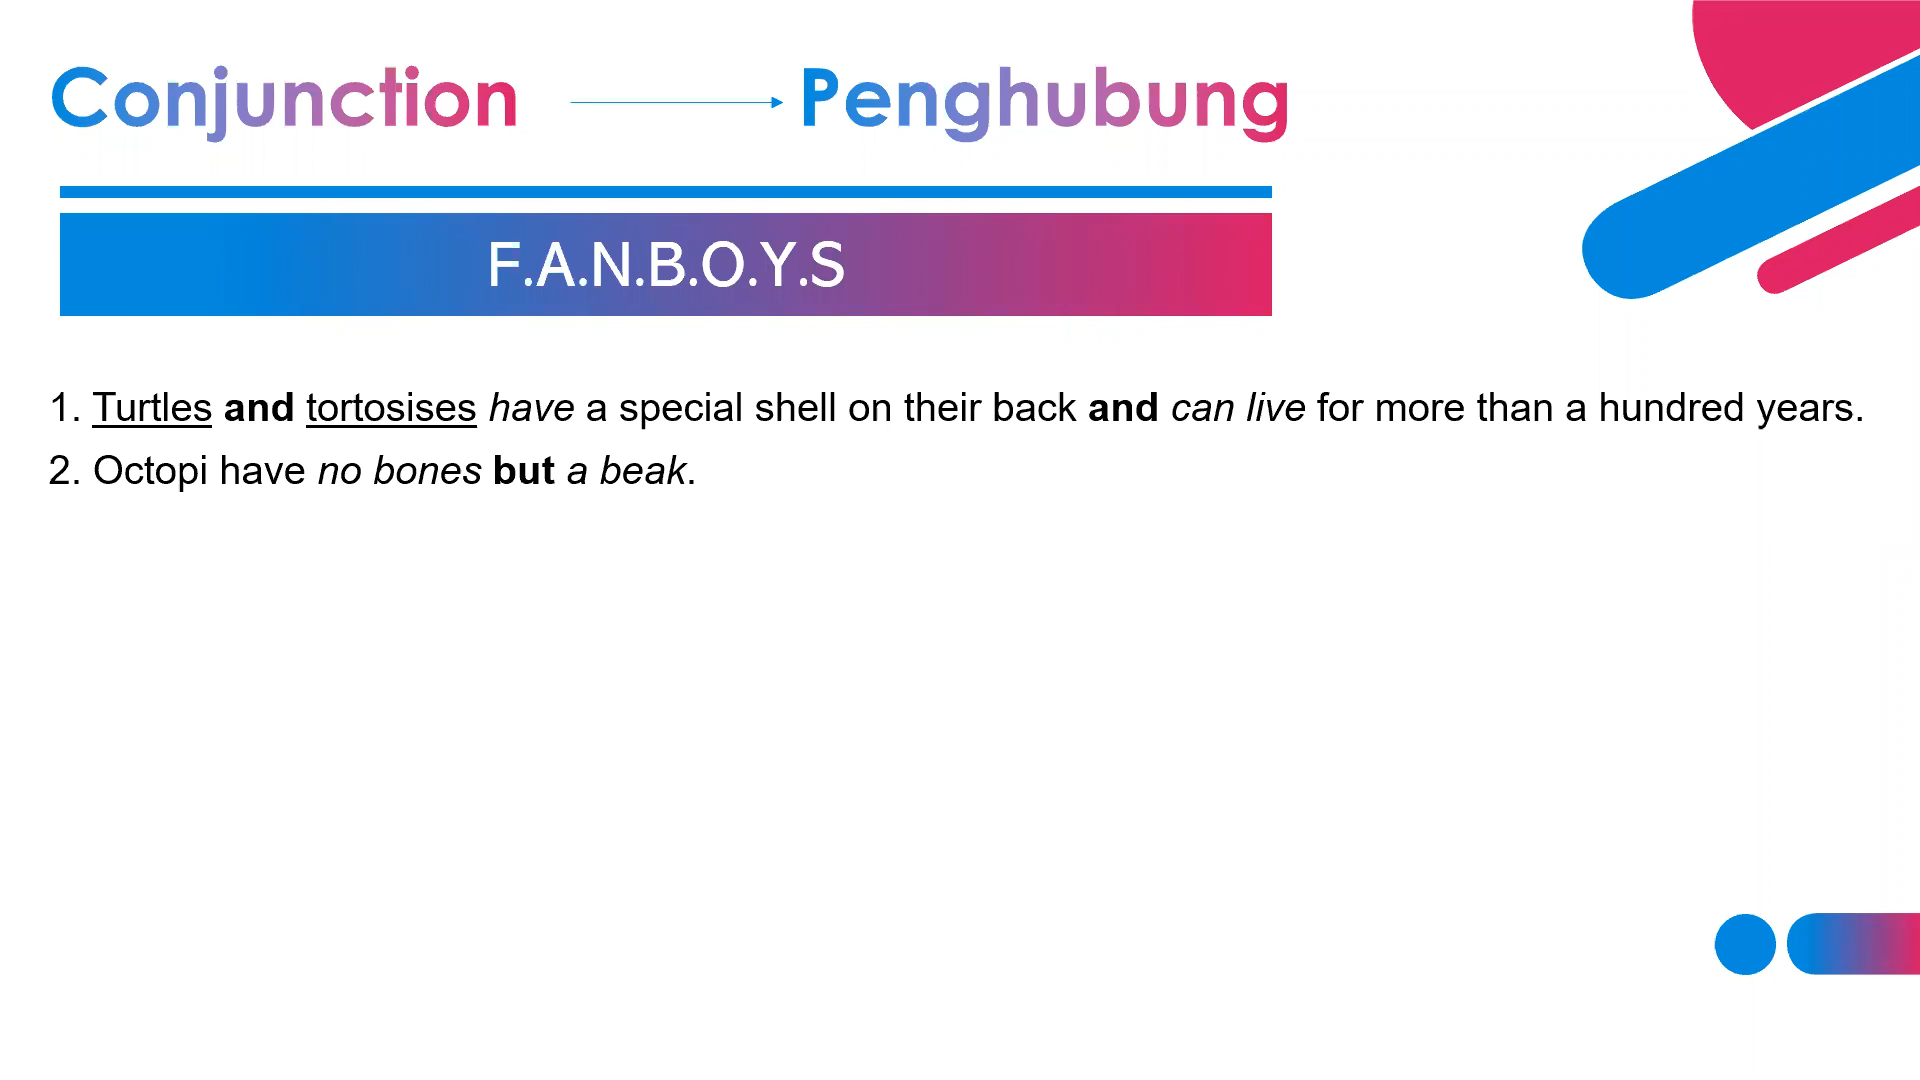 Conjunction Penghubung
F.A.N.B.O.Y.S
1. Turtles and tortosises have a special shell on their back and can live for more than a hundred years.
2. Octopi have no bones but a beak.